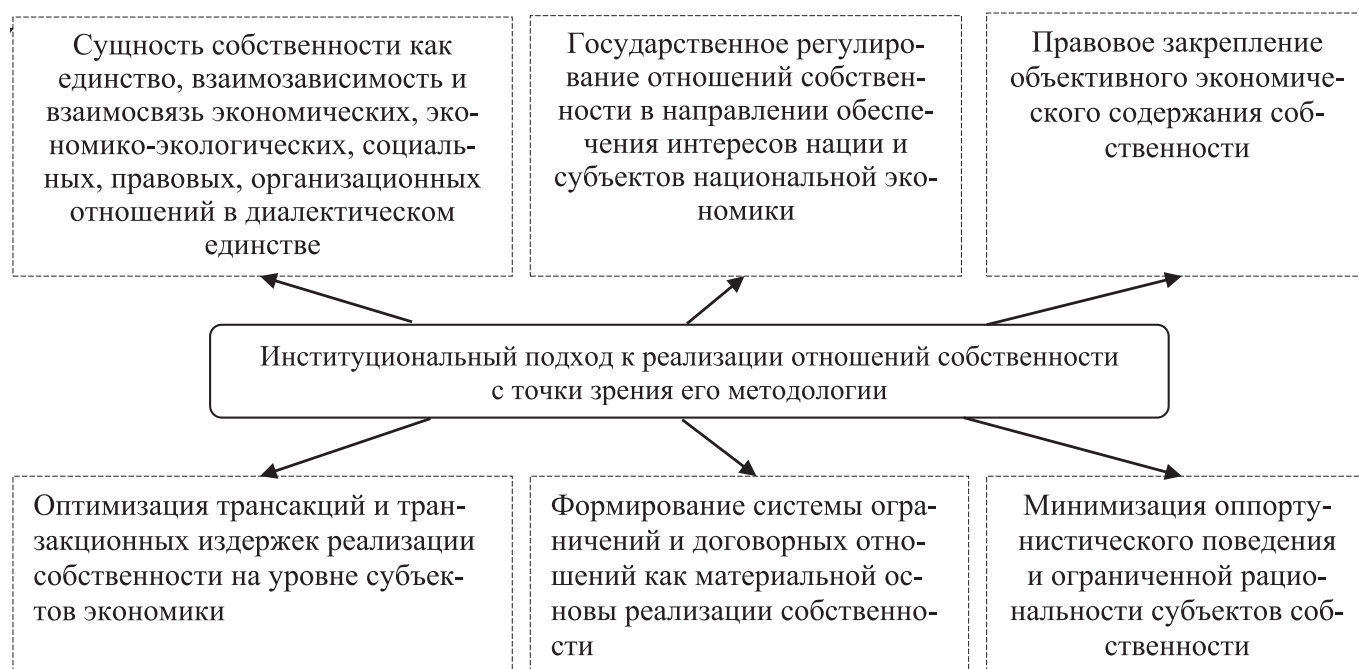 Сущность собственности как
единство, взаимозависимость и
взаимосвязь экономических, эко-
номико-экологических, социаль-
ных, правовых, организационных
отношений в диалектическом
единстве
Государственное регулиро-
вание отношений собствен-
ности в направлении обеспе-
чения интересов нации и
субъектов национальной эко-
номики
Правовое закрепление
объективного экономиче-
ского содержания соб-
ственности
Институциональный подход к реализации отношений собственности
с точки зрения его методологии
Оптимизация трансакций и тран-
закционных издержек реализации
собственности на уровне субъек-
тов экономики
Формирование системы огра-
ничений и договорных отно-
шений как материальной ос-
новы реализации собственно-
сти
Минимизация оппорту-
нистического поведения
и ограниченной рацио-
нальности субъектов соб-
ственности